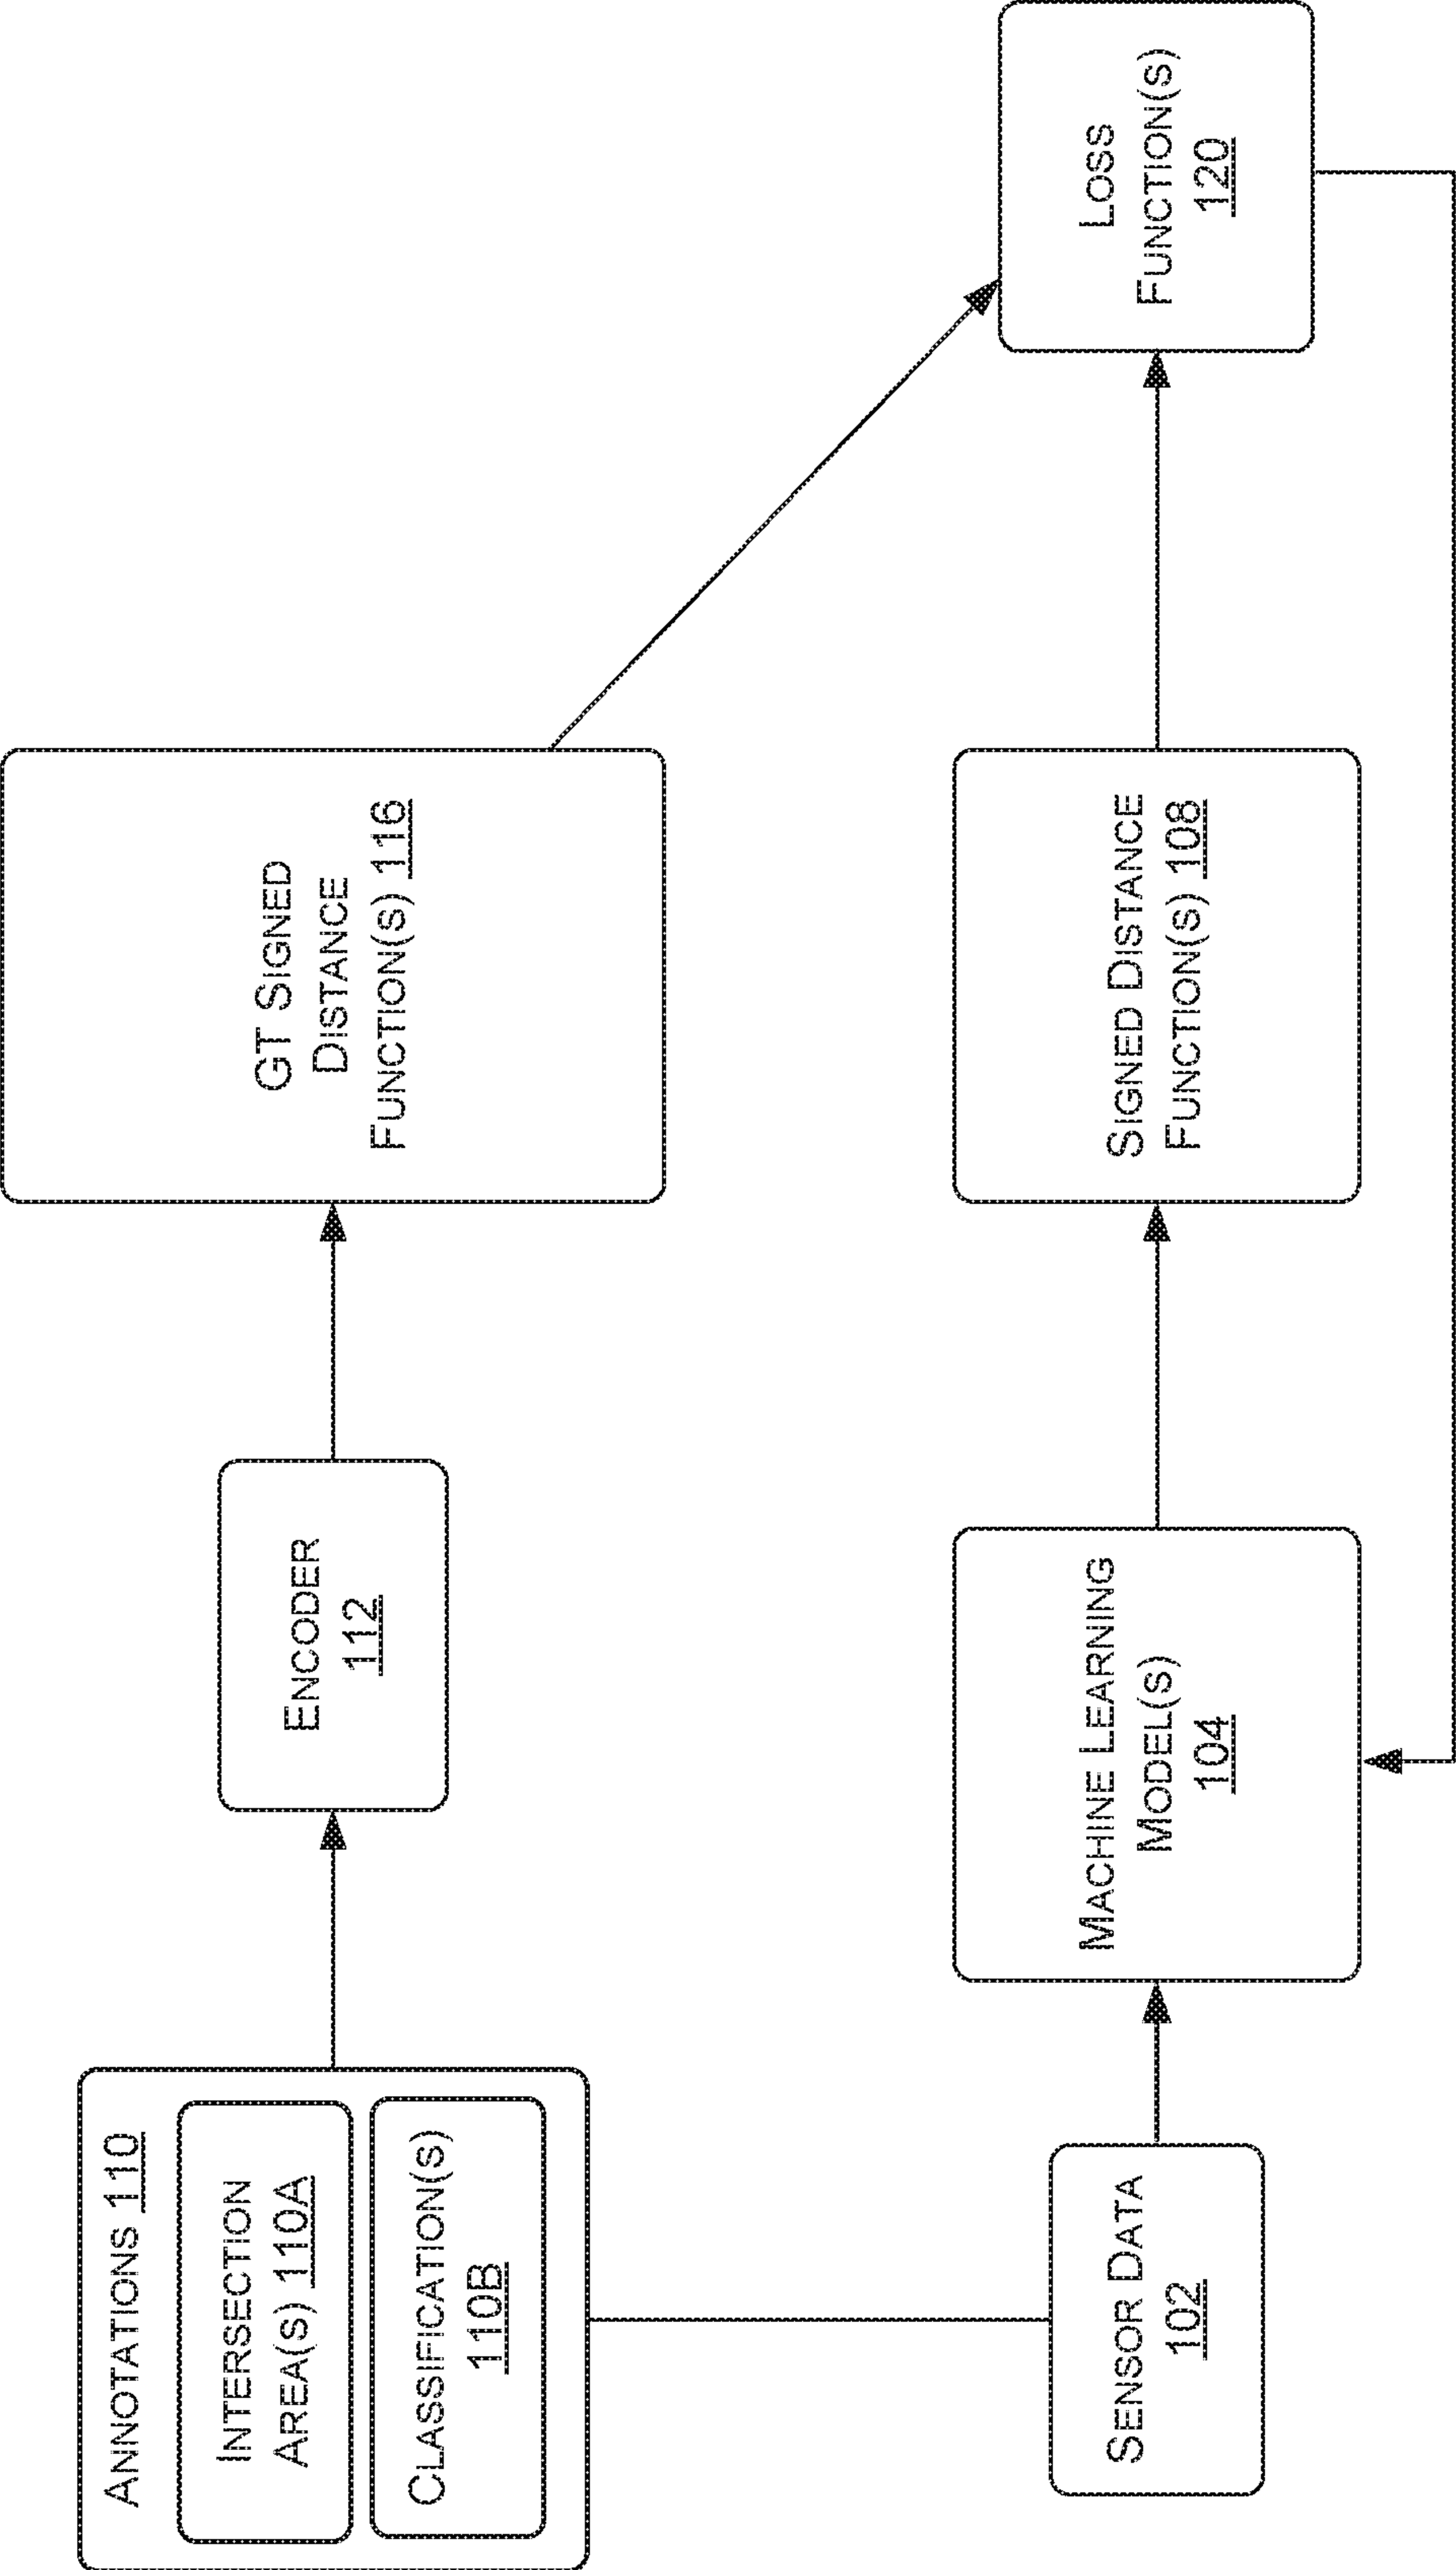 ANNOTATIONS 110
INTERSECTION
AREA(S) 110A
CLASSIFICATION(S)
110B
ENCODER
112
GT SIGNED
DISTANCE
FUNCTION(S) 116
SENSOR DATA
102
MACHINE LEARNING
MODEL(S)
104
SIGNED DISTANCE
FUNCTION(S) 108
LOSS
FUNCTION(S)
120